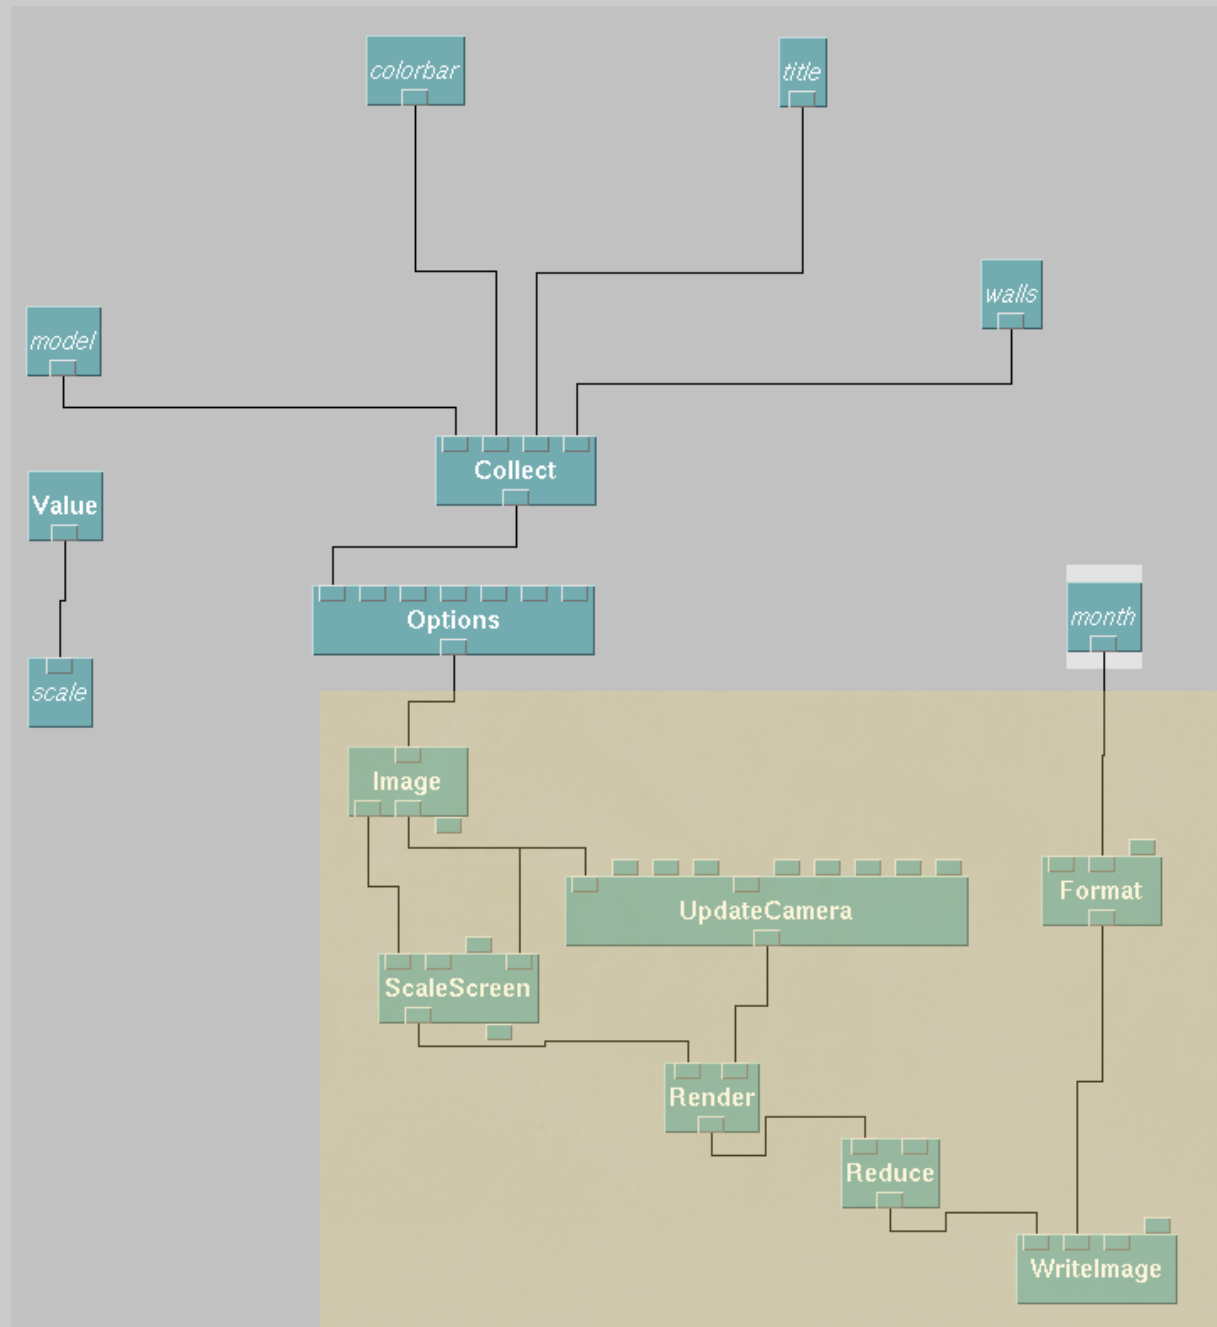 colorbar
title
walls
model
Collect
Value
Options
month
scale
Image
Format
UpdateCamera
ScaleScreen
Render
Reduce
WriteImage